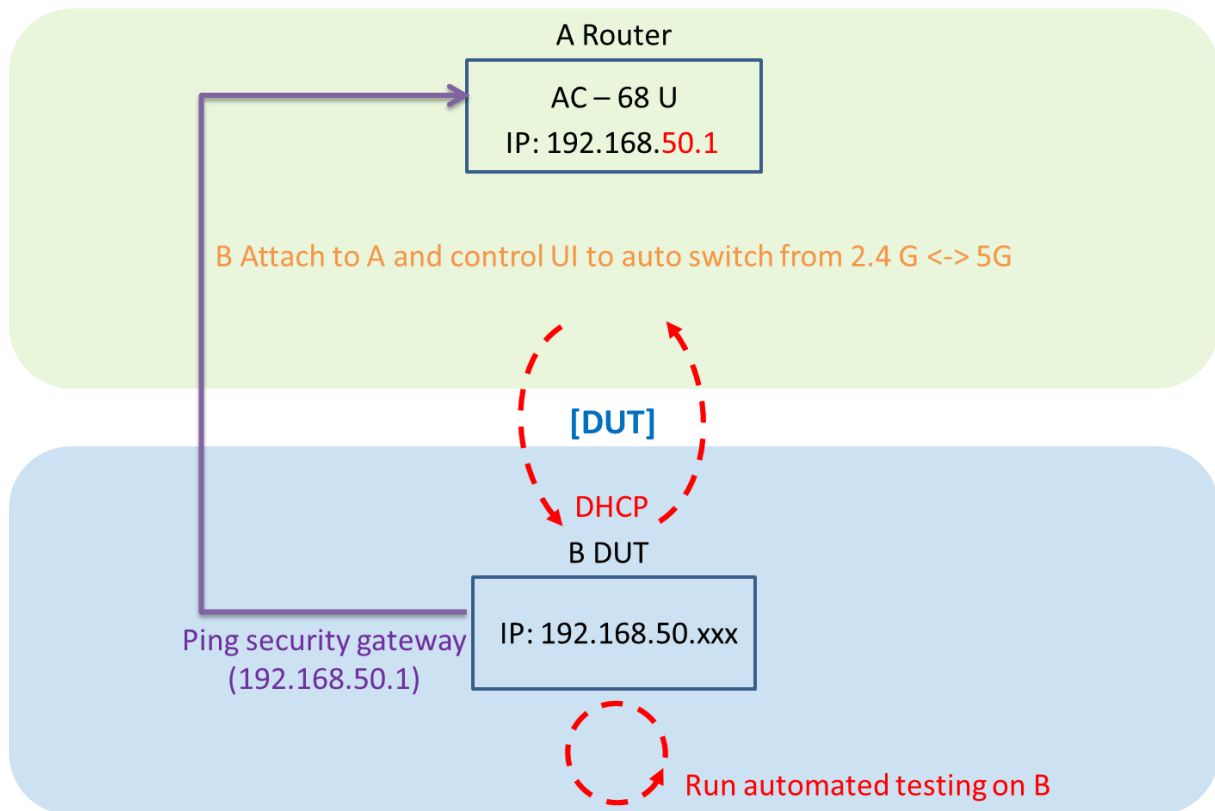 A Router
AC – 68 U
IP: 192.168.50.1
B Attach to A and control UI to auto switch from 2.4 G <-> 5G
[DUT]
DHCP
B DUT
IP: 192.168.50.xxx
Ping security gateway
(192.168.50.1)
Run automated testing on B